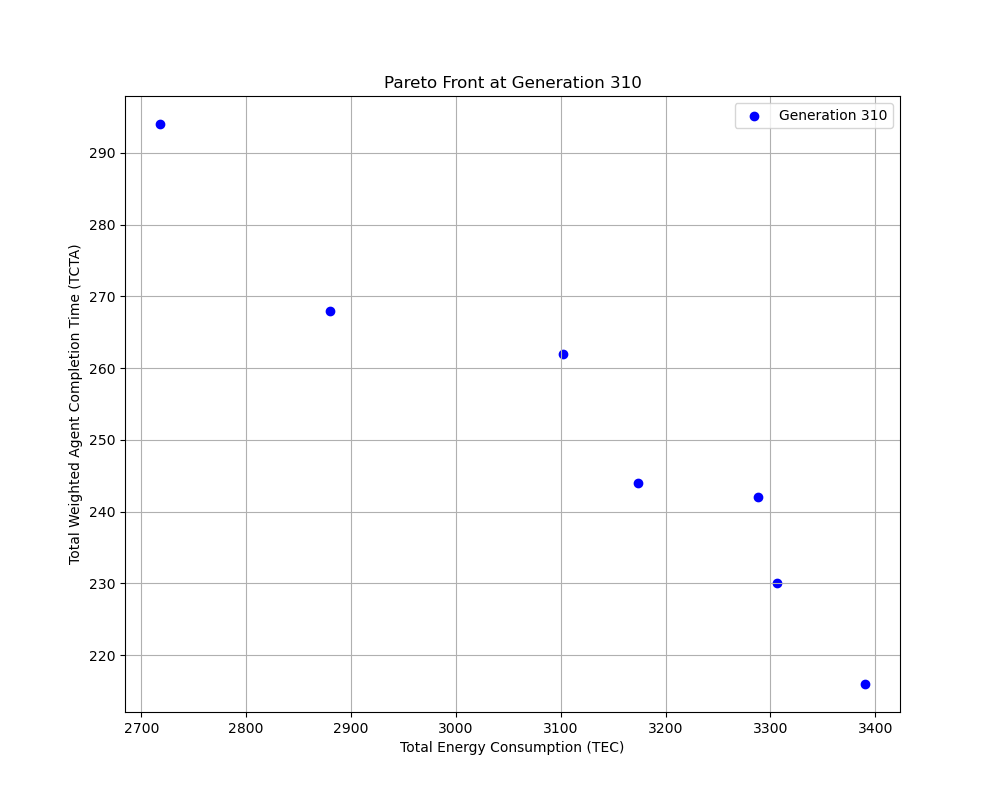 Pareto Front at Generation 310
Generation 310
290
280
270
260
250
240
230
220
Total Weighted Agent Completion Time (TCTA)
2700 2800 2900 3000 3100 3200 3300 3400
Total Energy Consumption (TEC)